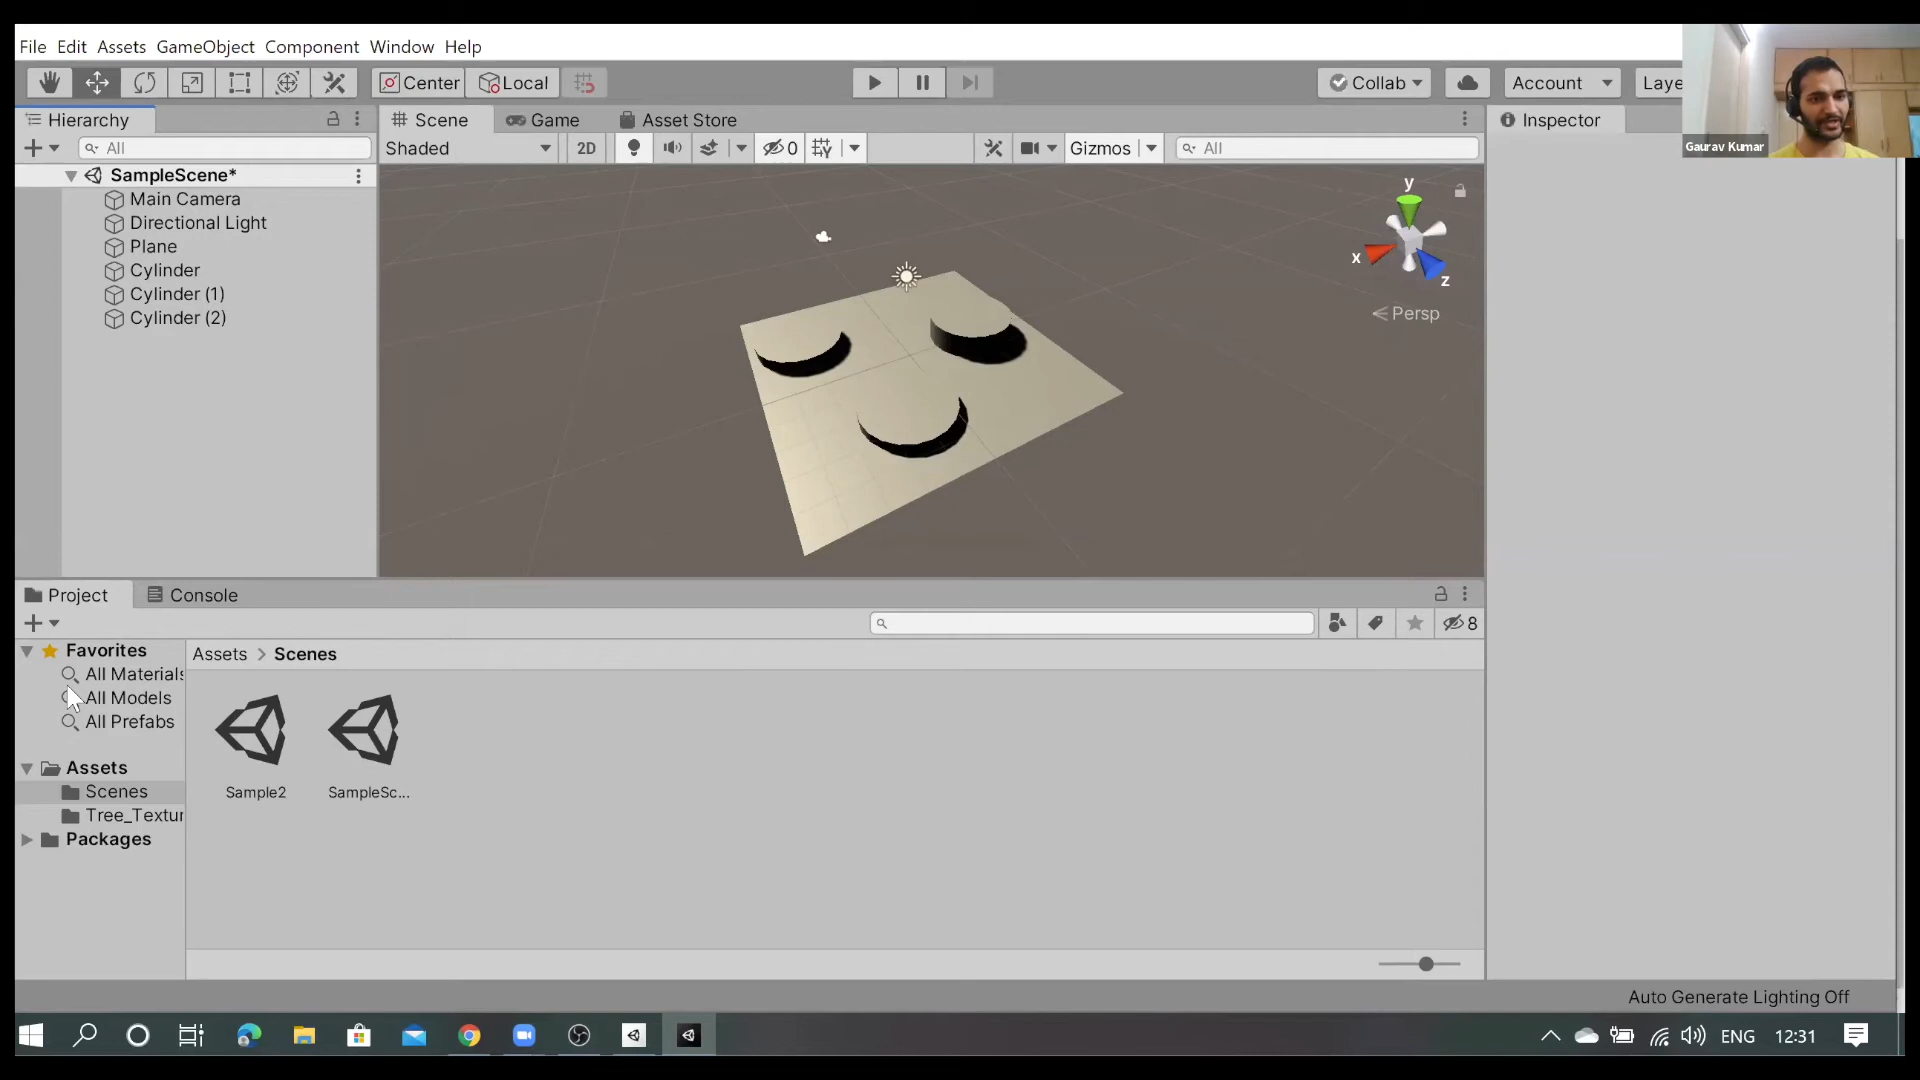 File Edit Assets GameObject Component Window Help
Center Local Collab Account Laye
Gaurav Kumar
Hierarchy Scene Game Asset Store Inspector
All Shaded 2D 0 Gizmos All
SampleScene*
Main Camera
Directional Light
Plane
Cylinder
Cylinder (1)
Cylinder (2)
y
x
z
Persp
Project Console
8
Favorites
All Materials
All Models
All Prefabs
Assets
Scenes
Tree_Textur
Packages
Assets > Scenes
Sample2 SampleSc...
Auto Generate Lighting Off
ENG 12:31